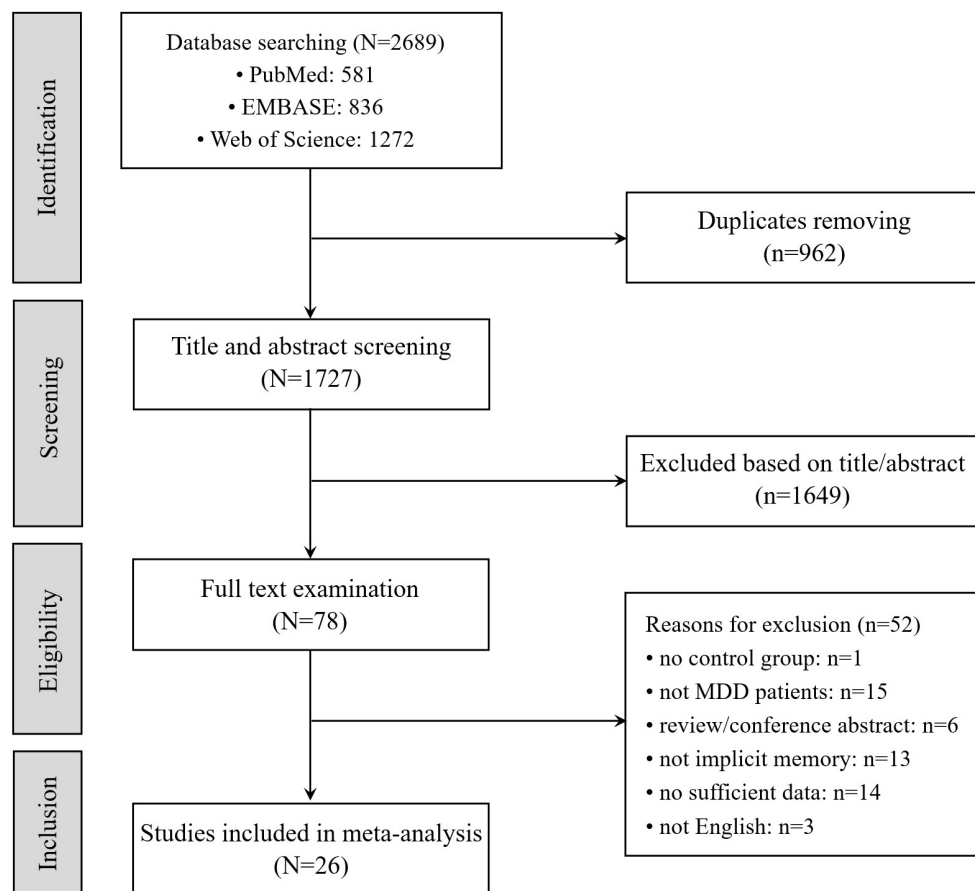 Identification
Database searching (N=2689)
• PubMed: 581
• EMBASE: 836
• Web of Science: 1272
Duplicates removing
(n=962)
Screening
Title and abstract screening
(N=1727)
Excluded based on title/abstract
(n=1649)
Eligibility
Full text examination
(N=78)
Reasons for exclusion (n=52)
• no control group: n=1
• not MDD patients: n=15
• review/conference abstract: n=6
• not implicit memory: n=13
• no sufficient data: n=14
• not English: n=3
Inclusion
Studies included in meta-analysis
(N=26)